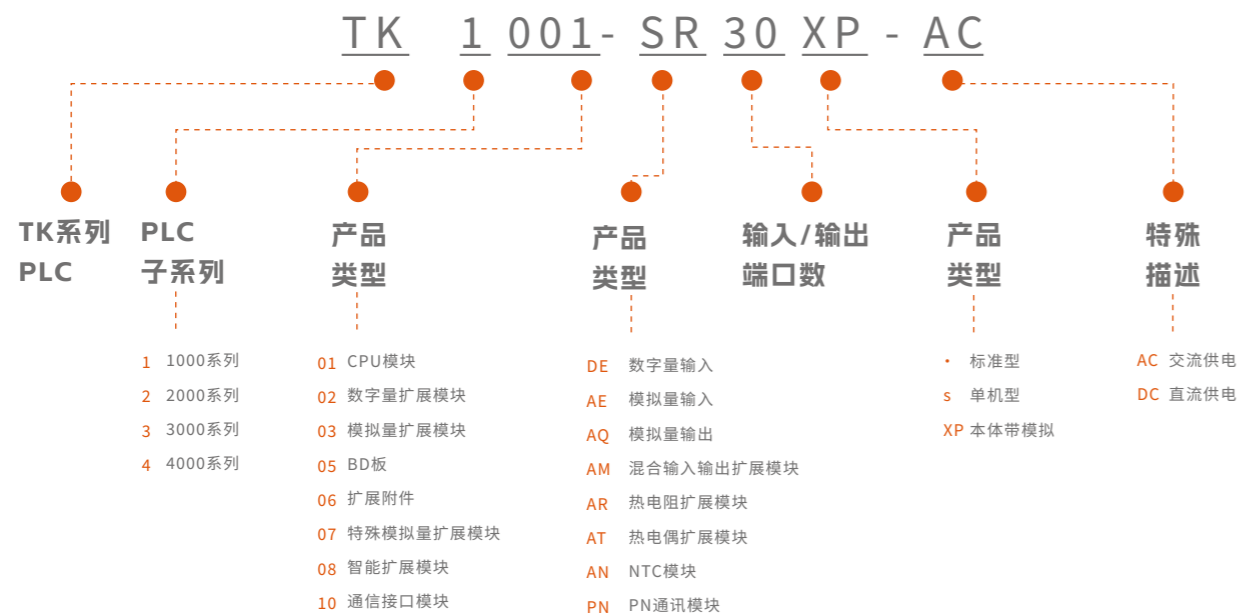 TK 1 001- SR 30 XP - AC
TK系列 PLC
PLC 子系列
1 1000系列
2 2000系列
3 3000系列
4 4000系列
产品 类型
01 CPU模块
02 数字量扩展模块
03 模拟量扩展模块
05 BD板
06 扩展附件
07 特殊模拟量扩展模块
08 智能扩展模块
10 通信接口模块
产品 类型
DE 数字量输入
AE 模拟量输入
AQ 模拟量输出
AM 混合输入输出扩展模块
AR 热电阻扩展模块
AT 热电偶扩展模块
AN NTC模块
PN PN通讯模块
输入/输出 端口数
产品 类型
· 标准型
s 单机型
XP 本体带模拟
特殊 描述
AC 交流供电
DC 直流供电